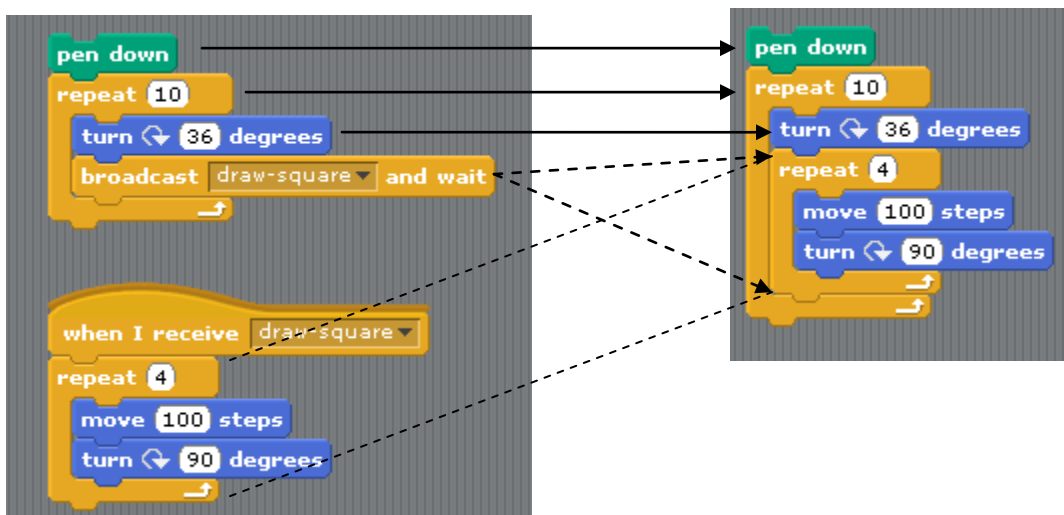 pen down
repeat 10
turn 36 degrees
broadcast draw-square and wait
when I receive draw-square
repeat 4
move 100 steps
turn 90 degrees
pen down
repeat 10
turn 36 degrees
repeat 4
move 100 steps
turn 90 degrees